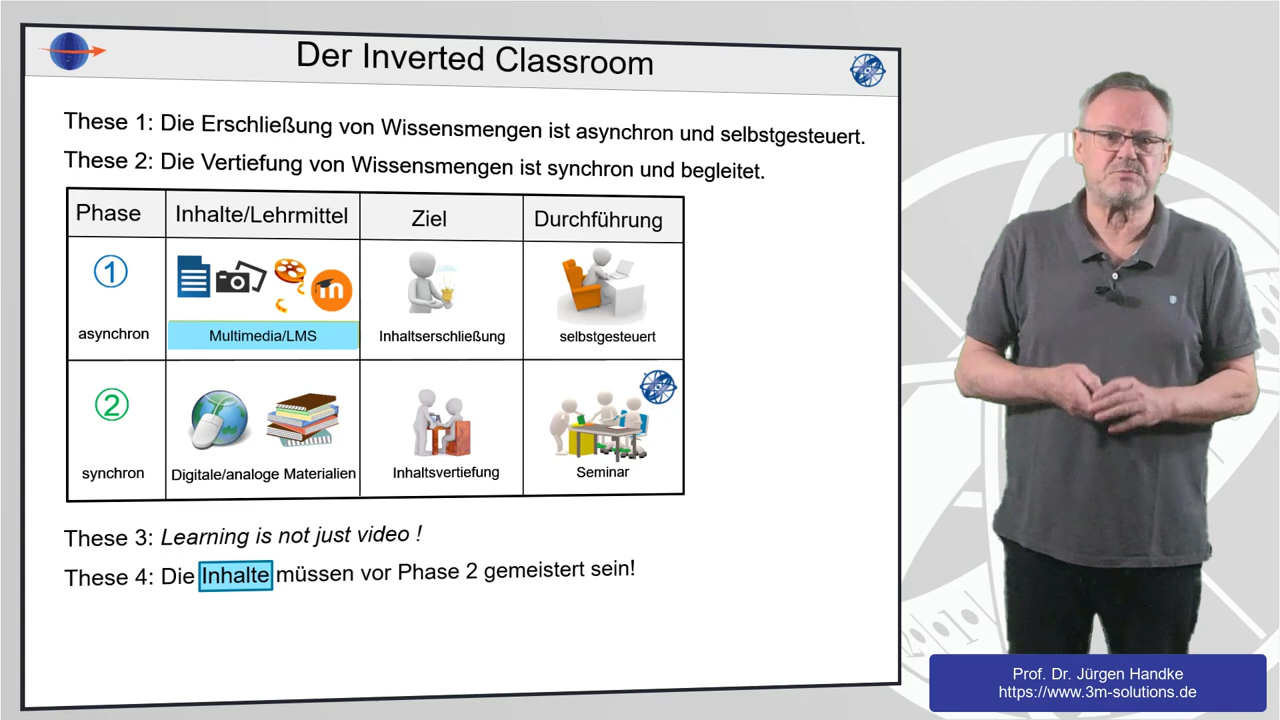 Der Inverted Classroom
These 1: Die Erschließung von Wissensmengen ist asynchron und selbstgesteuert.
These 2: Die Vertiefung von Wissensmengen ist synchron und begleitet.
Phase Inhalte/Lehrmittel Ziel Durchführung
1
asynchron Multimedia/LMS Inhaltserschließung selbstgesteuert
2
synchron Digitale/analoge Materialien Inhaltsvertiefung Seminar
These 3: Learning is not just video !
These 4: Die Inhalte müssen vor Phase 2 gemeistert sein!
Prof. Dr. Jürgen Handke
https://www.3m-solutions.de